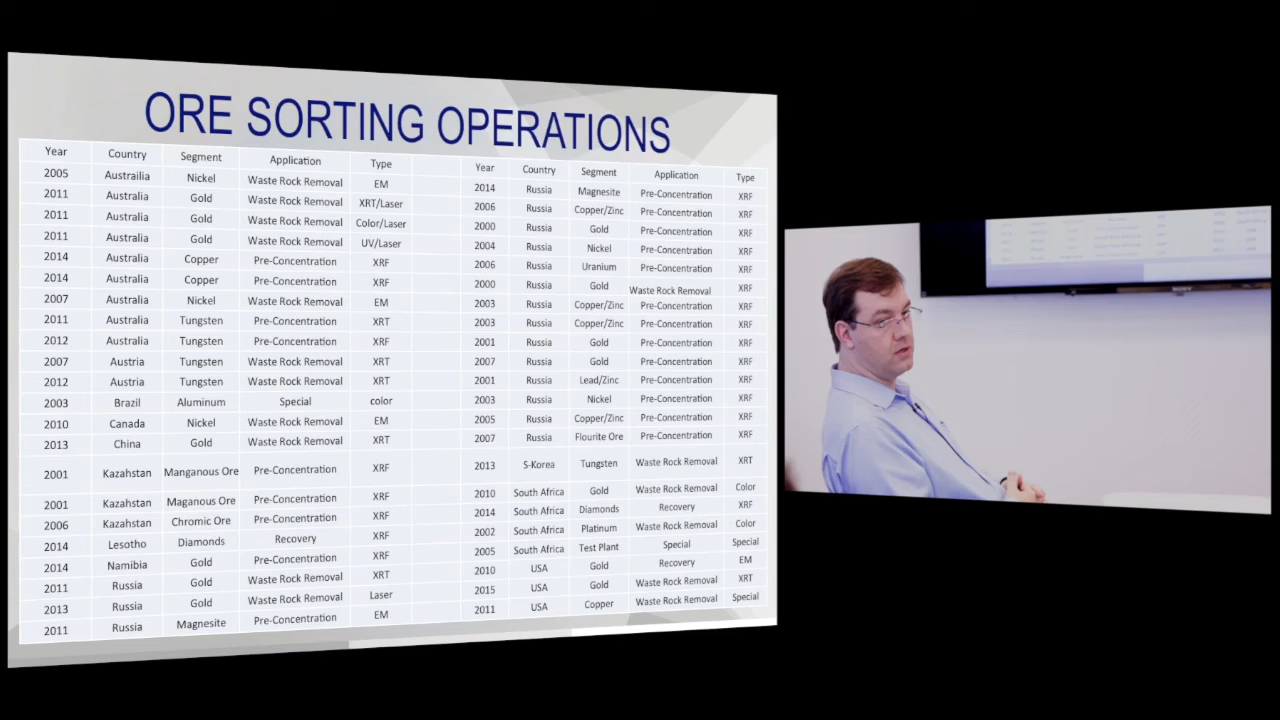 ORE SORTING OPERATIONS
Year Country Segment Application Type Year Country Segment Application Type
2005 Austrailia Nickel Waste Rock Removal EM 2014 Russia Magnesite Pre-Concentration XRF
2011 Australia Gold Waste Rock Removal XRT/Laser 2006 Russia Copper/Zinc Pre-Concentration XRF
2011 Australia Gold Waste Rock Removal Color/Laser 2000 Russia Gold Pre-Concentration XRF
2011 Australia Gold Waste Rock Removal UV/Laser 2004 Russia Nickel Pre-Concentration XRF
2014 Australia Copper Pre-Concentration XRF 2006 Russia Uranium Pre-Concentration XRF
2014 Australia Copper Pre-Concentration XRF 2000 Russia Gold Waste Rock Removal XRF
2007 Australia Nickel Waste Rock Removal EM 2003 Russia Copper/Zinc Pre-Concentration XRF
2011 Australia Tungsten Pre-Concentration XRT 2003 Russia Copper/Zinc Pre-Concentration XRF
2012 Australia Tungsten Pre-Concentration XRF 2001 Russia Gold Pre-Concentration XRF
2007 Austria Tungsten Waste Rock Removal XRT 2007 Russia Gold Pre-Concentration XRF
2012 Austria Tungsten Waste Rock Removal XRT 2001 Russia Lead/Zinc Pre-Concentration XRF
2003 Brazil Aluminum Special color 2003 Russia Nickel Pre-Concentration XRF
2010 Canada Nickel Waste Rock Removal EM 2005 Russia Copper/Zinc Pre-Concentration XRF
2013 China Gold Waste Rock Removal XRT 2007 Russia Flourite Ore Pre-Concentration XRF
2001 Kazahstan Manganous Ore Pre-Concentration XRF 2013 S-Korea Tungsten Waste Rock Removal XRT
2001 Kazahstan Maganous Ore Pre-Concentration XRF 2010 South Africa Gold Waste Rock Removal Color
2006 Kazahstan Chromic Ore Pre-Concentration XRF 2014 South Africa Diamonds Recovery XRF
2014 Lesotho Diamonds Recovery XRF 2002 South Africa Platinum Waste Rock Removal Color
2014 Namibia Gold Pre-Concentration XRF 2005 South Africa Test Plant Special Special
2011 Russia Gold Waste Rock Removal XRT 2010 USA Gold Recovery EM
2013 Russia Gold Waste Rock Removal Laser 2015 USA Gold Waste Rock Removal XRT
2011 Russia Magnesite Pre-Concentration EM 2011 USA Copper Waste Rock Removal Special
SONY